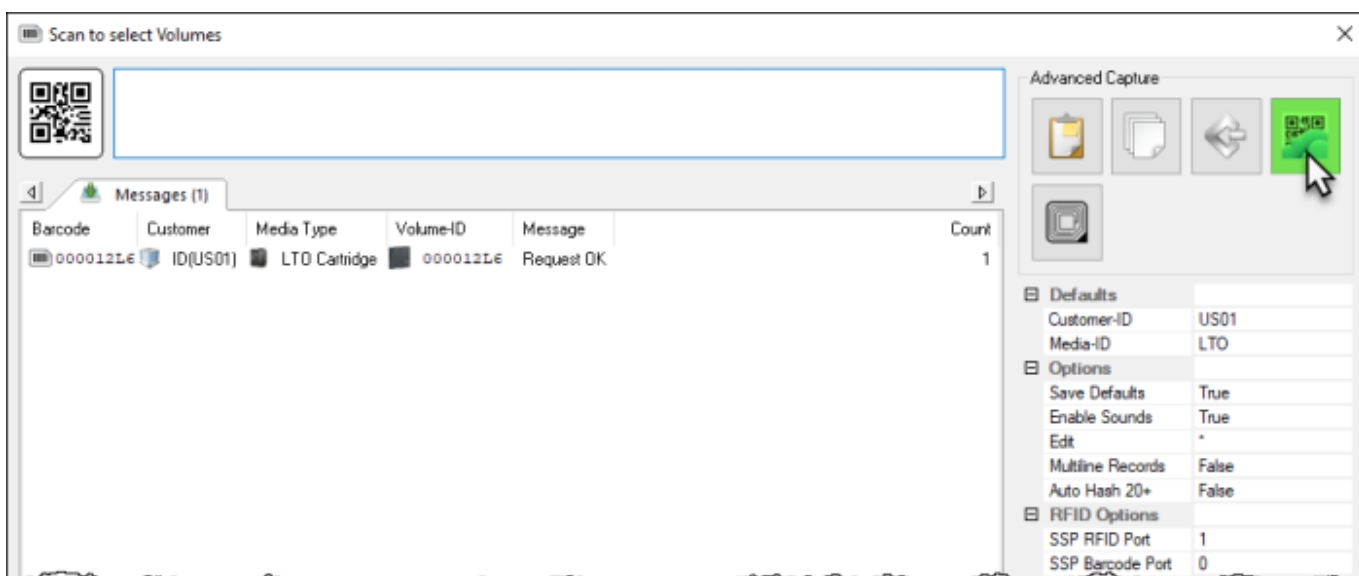 Scan to select Volumes
Advanced Capture
Messages (1)
Barcode Customer Media Type Volume-ID Message Count
000012L6 ID(US01) LTO Cartridge 000012L6 Request OK 1
Defaults
Customer-ID US01
Media-ID LTO
Options
Save Defaults True
Enable Sounds True
Edit *
Multiline Records False
Auto Hash 20+ False
RFID Options
SSP RFID Port 1
SSP Barcode Port 0